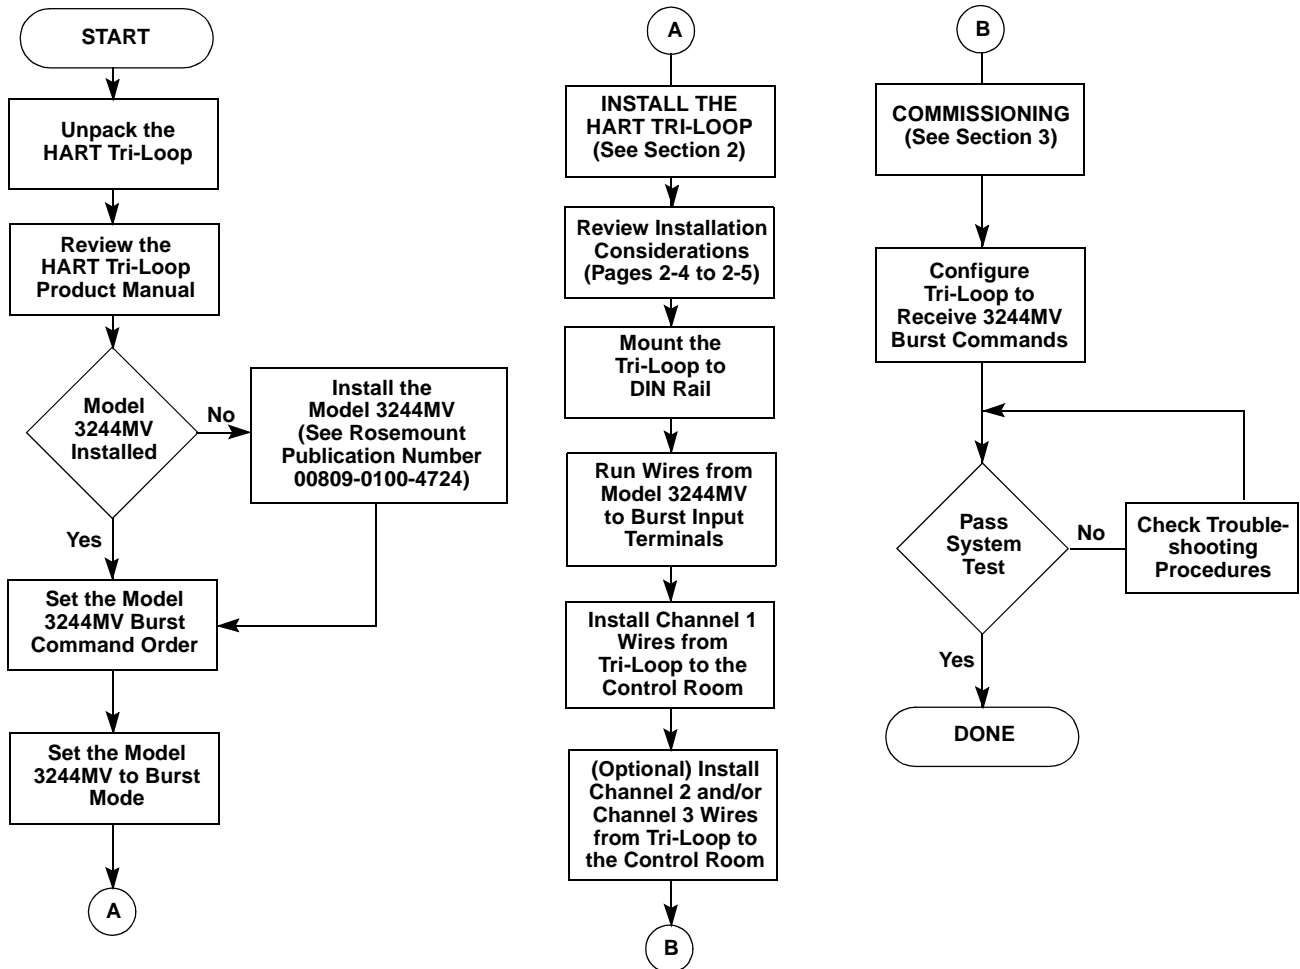 START
Unpack the
HART Tri-Loop
Review the
HART Tri-Loop
Product Manual
Model
3244MV
Installed
No
Install the
Model 3244MV
(See Rosemount
Publication Number
00809-0100-4724)
Yes
Set the Model
3244MV Burst
Command Order
Set the Model
3244MV to Burst
Mode
A
A
INSTALL THE
HART TRI-LOOP
(See Section 2)
Review Installation
Considerations
(Pages 2-4 to 2-5)
Mount the
Tri-Loop to
DIN Rail
Run Wires from
Model 3244MV
to Burst Input
Terminals
Install Channel 1
Wires from
Tri-Loop to the
Control Room
(Optional) Install
Channel 2 and/or
Channel 3 Wires
from Tri-Loop to
the Control Room
B
B
COMMISSIONING
(See Section 3)
Configure
Tri-Loop to
Receive 3244MV
Burst Commands
Pass
System
Test
No
Check Trouble-
shooting
Procedures
Yes
DONE